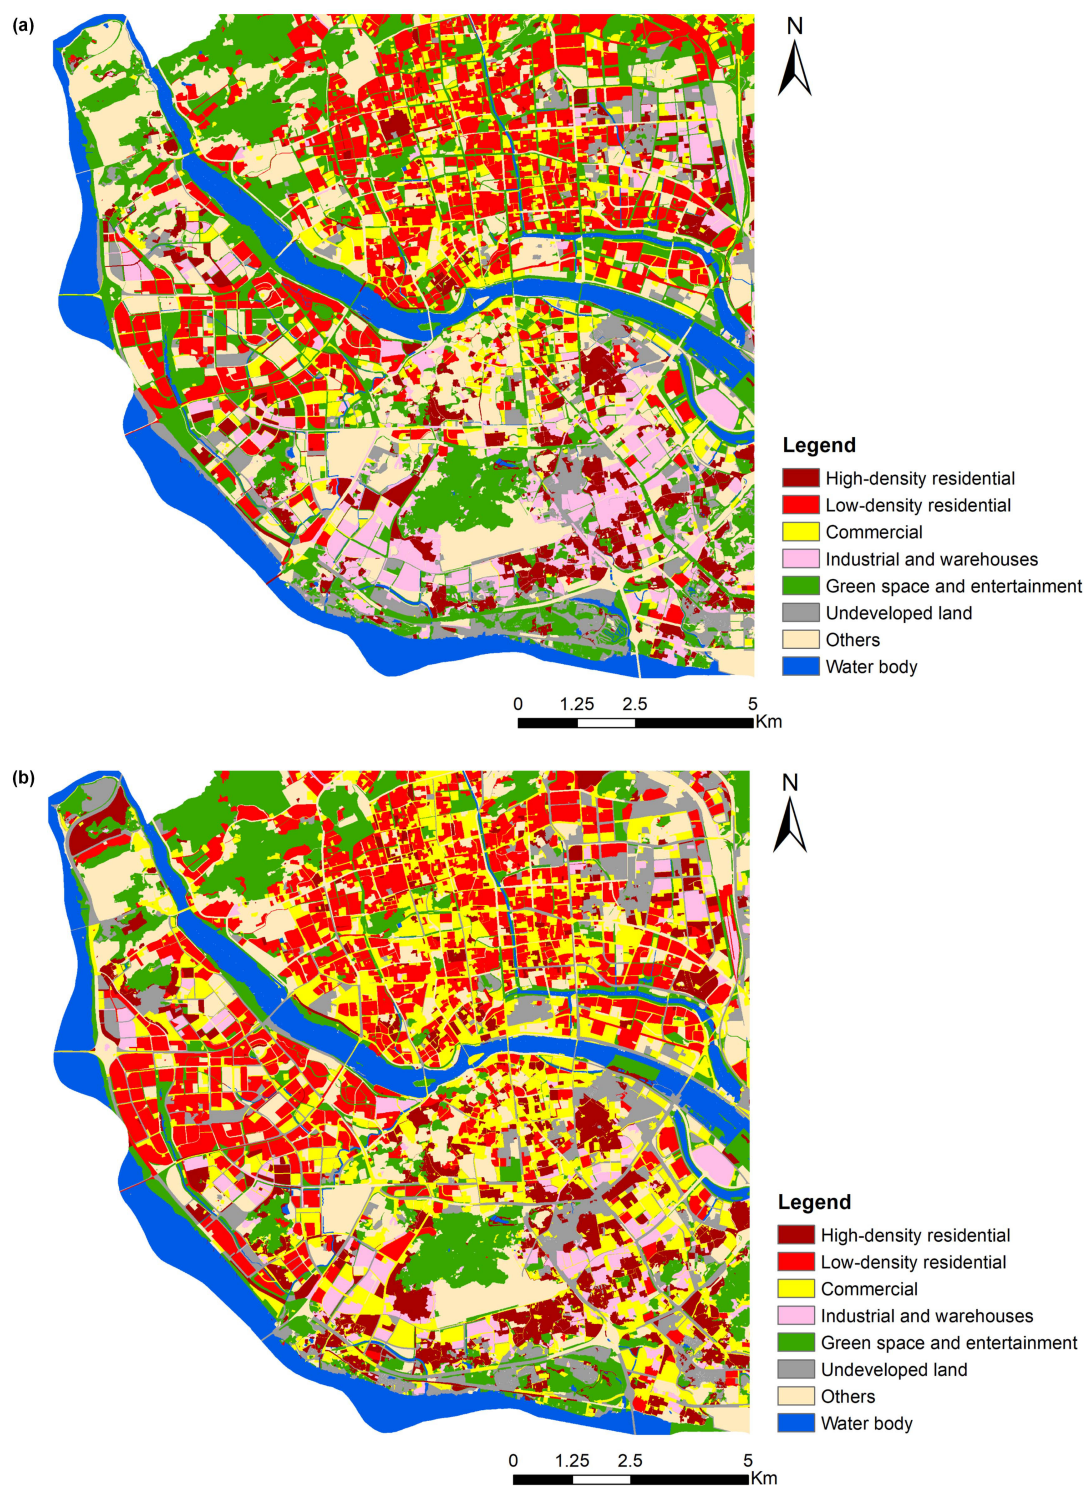 (a)
N
Legend
High-density residential
Low-density residential
Commercial
Industrial and warehouses
Green space and entertainment
Undeveloped land
Others
Water body
0 1.25 2.5 5
Km
(b)
N
Legend
High-density residential
Low-density residential
Commercial
Industrial and warehouses
Green space and entertainment
Undeveloped land
Others
Water body
0 1.25 2.5 5
Km